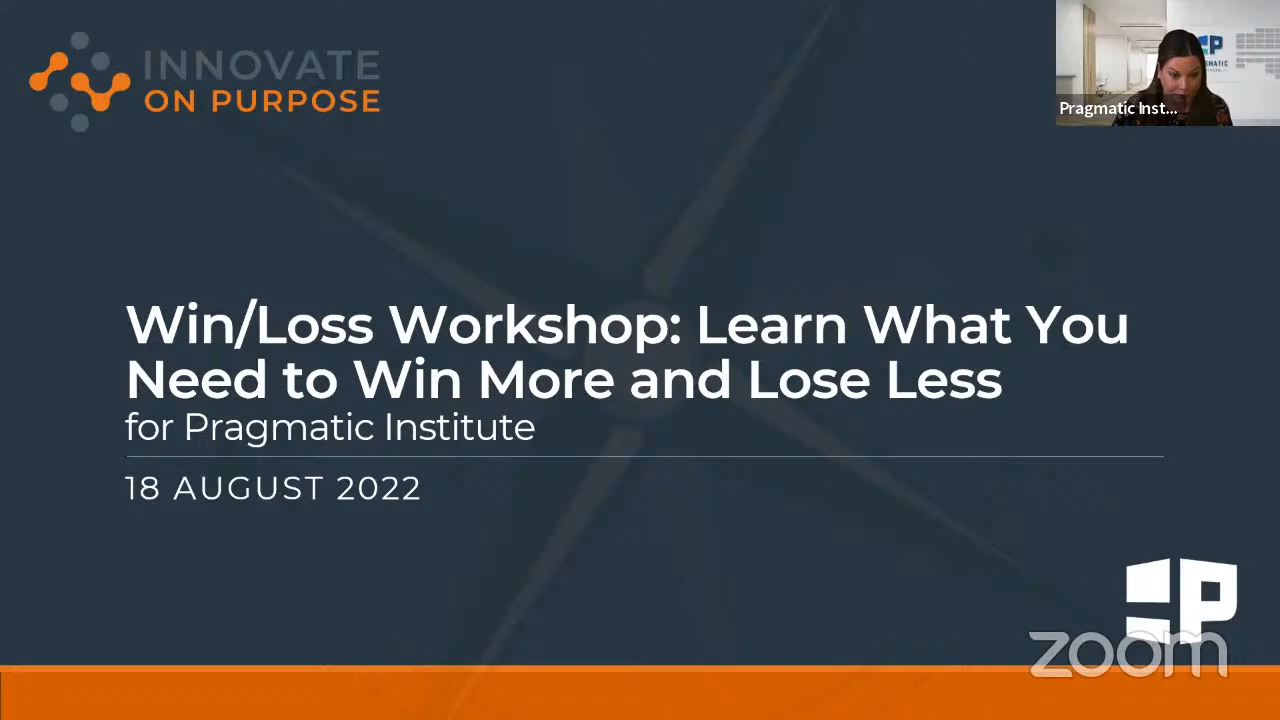 INNOVATE
ON PURPOSE
Pragmatic Inst...
Win/Loss Workshop: Learn What You
Need to Win More and Lose Less
for Pragmatic Institute
18 AUGUST 2022
P
zoom